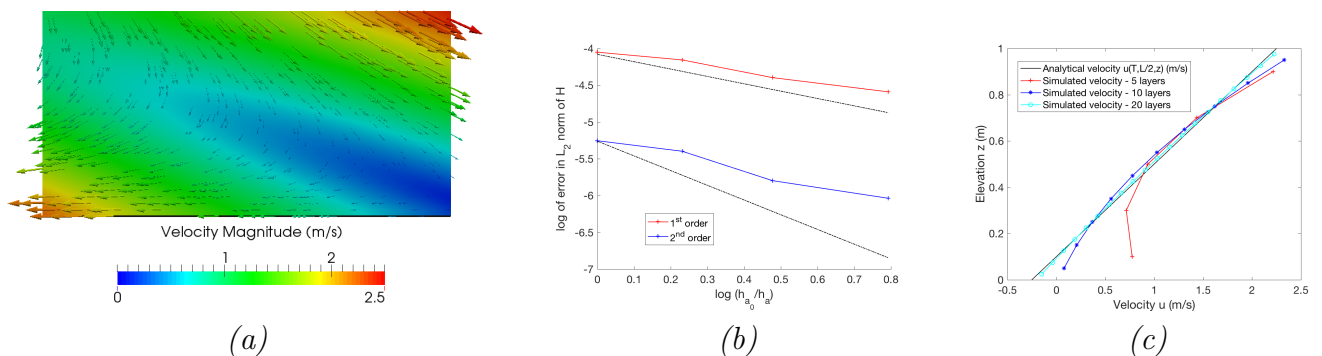 Velocity Magnitude (m/s)
1 2
0 2.5
(a)
log of error in L2 norm of H
-4
-4.5
-5
-5.5
-6
-6.5
-7
1st order
2nd order
0 0.1 0.2 0.3 0.4 0.5 0.6 0.7 0.8
log (ha0/ha)
(b)
Elevation z (m)
1
0.8
0.6
0.4
0.2
0
Analytical velocity u(T,L/2,z) (m/s)
Simulated velocity - 5 layers
Simulated velocity - 10 layers
Simulated velocity - 20 layers
-0.5 0 0.5 1 1.5 2 2.5
Velocity u (m/s)
(c)